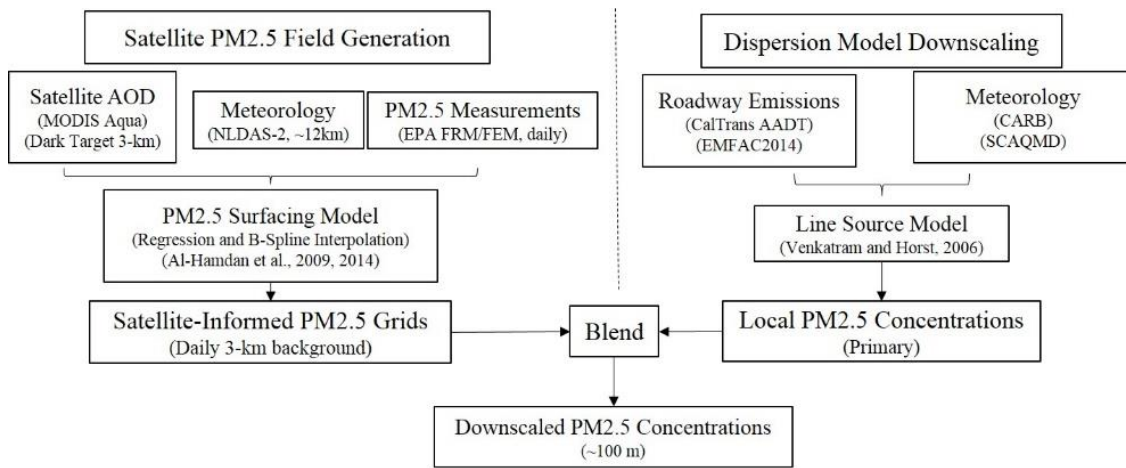 Satellite PM2.5 Field Generation
Dispersion Model Downscaling
Satellite AOD
(MODIS Aqua)
(Dark Target 3-km)
Meteorology
(NLDAS-2, ~12km)
PM2.5 Measurements
(EPA FRM/FEM, daily)
Roadway Emissions
(CalTrans AADT)
(EMFAC2014)
Meteorology
(CARB)
(SCAQMD)
PM2.5 Surfacing Model
(Regression and B-Spline Interpolation)
(Al-Hamdan et al., 2009, 2014)
Line Source Model
(Venkatram and Horst, 2006)
Satellite-Informed PM2.5 Grids
(Daily 3-km background)
Blend
Local PM2.5 Concentrations
(Primary)
Downscaled PM2.5 Concentrations
(~100 m)